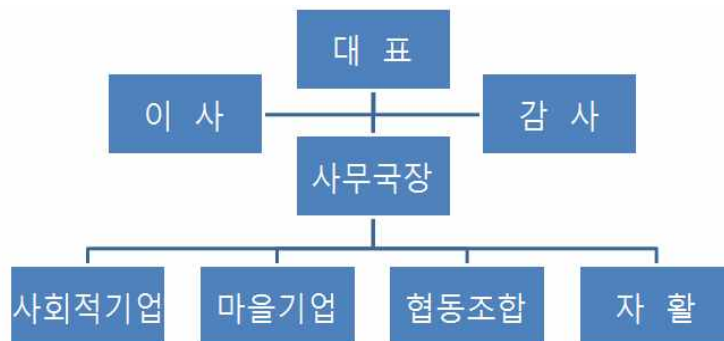 대 표
이 사
감 사
사무국장
사회적기업
마을기업
협동조합
자 활